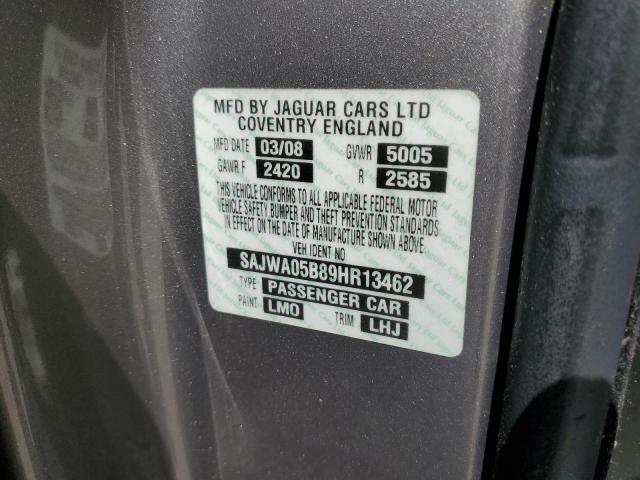 MFD BY JAGUAR CARS LTD
COVENTRY ENGLAND
MFD DATE 03/08 GVWR 5005
GAWR F 2420 R 2585
THIS VEHICLE CONFORMS TO ALL APPLICABLE FEDERAL MOTOR
VEHICLE SAFETY BUMPER AND THEFT PREVENTION STANDARDS
IN EFFECT ON THE DATE OF MANUFACTURE SHOWN ABOVE.
VEH IDENT NO
SAJWA05B89HR13462
TYPE PASSENGER CAR
PAINT LMO TRIM LHJ